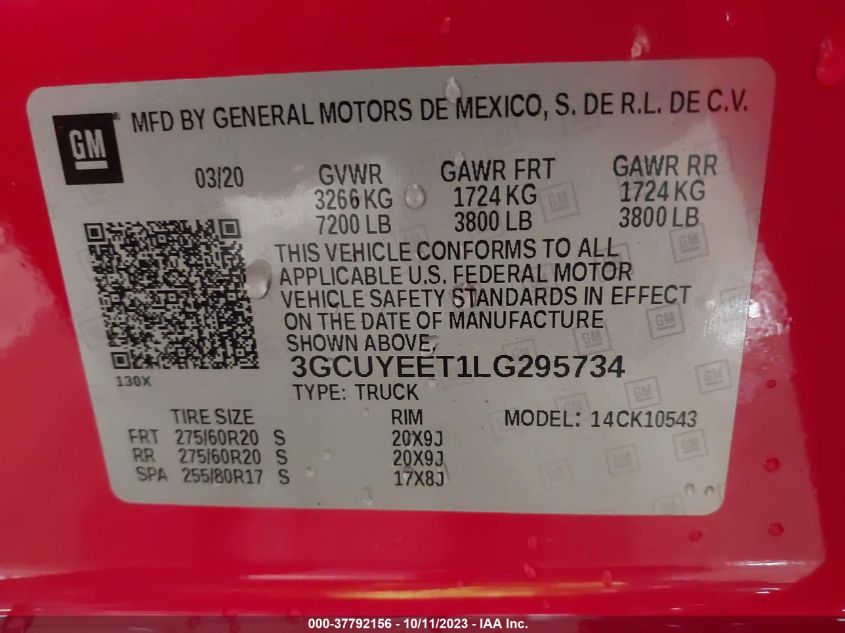 GM
MFD BY GENERAL MOTORS DE MEXICO, S. DE R.L. DE C.V.
03/20 GVWR GAWR FRT GAWR RR
3266 KG 1724 KG 1724 KG
7200 LB 3800 LB 3800 LB
THIS VEHICLE CONFORMS TO ALL
APPLICABLE U.S. FEDERAL MOTOR
VEHICLE SAFETY STANDARDS IN EFFECT
ON THE DATE OF MANUFACTURE
SHOWN ABOVE.
3GCUYEET1LG295734
130X
TYPE: TRUCK
TIRE SIZE RIM MODEL: 14CK10543
FRT 275/60R20 S 20X9J
RR 275/60R20 S 20X9J
SPA 255/80R17 S 17X8J
000-37792156 - 10/11/2023 - IAA Inc.